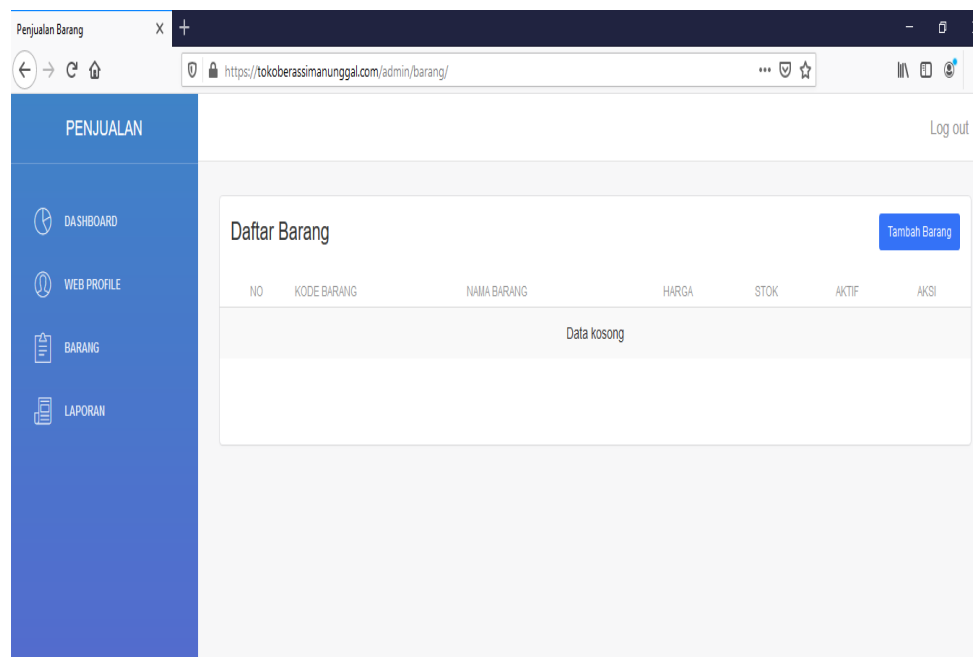 Penjualan Barang
https://tokoberassimanunggal.com/admin/barang/
PENJUALAN
Log out
DASHBOARD
WEB PROFILE
BARANG
LAPORAN
Daftar Barang
Tambah Barang
NO KODE BARANG NAMA BARANG HARGA STOK AKTIF AKSI
Data kosong